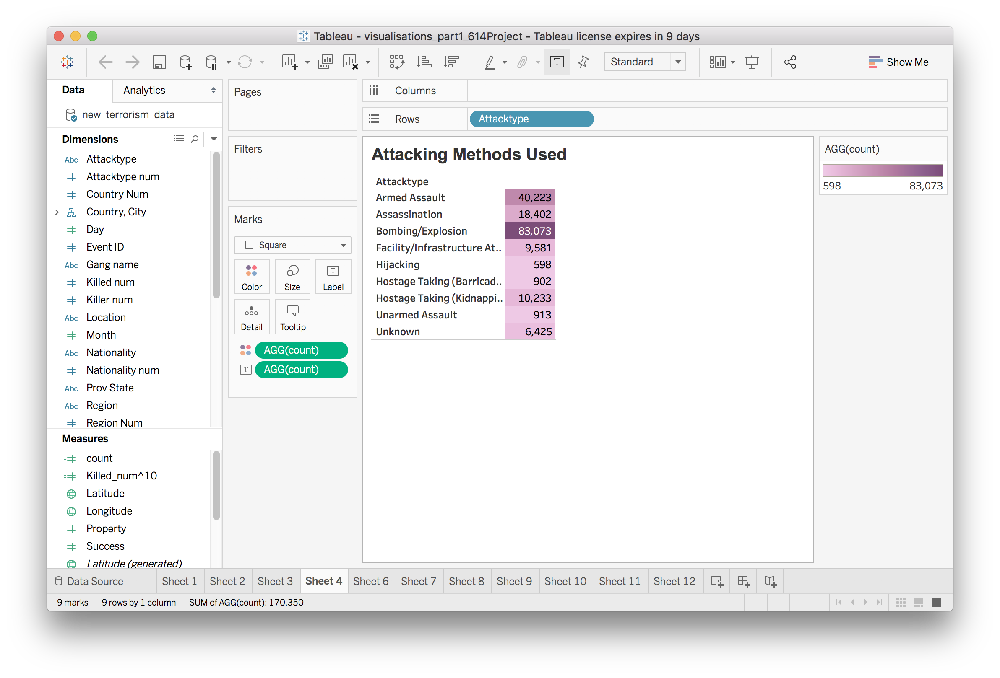 Tableau - visualisations_part1_614Project - Tableau license expires in 9 days
Standard
Show Me
Data
Analytics
new_terrorism_data
Dimensions
Abc Attacktype
Attacktype num
Country Num
Country, City
Day
Event ID
Abc Gang name
Killed num
Killer num
Abc Location
Month
Abc Nationality
Nationality num
Abc Prov State
Abc Region
Region Num
Measures
count
Killed_num^10
Latitude
Longitude
Property
Success
Latitude (generated)
Pages
Filters
Marks
Square
Color
Size
T
Label
Detail
Tooltip
AGG(count)
T AGG(count)
Columns
Rows
Attacktype
Attacking Methods Used
Attacktype
Armed Assault 40,223
Assassination 18,402
Bombing/Explosion 83,073
Facility/Infrastructure At.. 9,581
Hijacking 598
Hostage Taking (Barricad.. 902
Hostage Taking (Kidnappi.. 10,233
Unarmed Assault 913
Unknown 6,425
AGG(count)
598 83,073
Data Source
Sheet 1
Sheet 2
Sheet 3
Sheet 4
Sheet 6
Sheet 7
Sheet 8
Sheet 9
Sheet 10
Sheet 11
Sheet 12
9 marks
9 rows by 1 column
SUM of AGG(count): 170,350